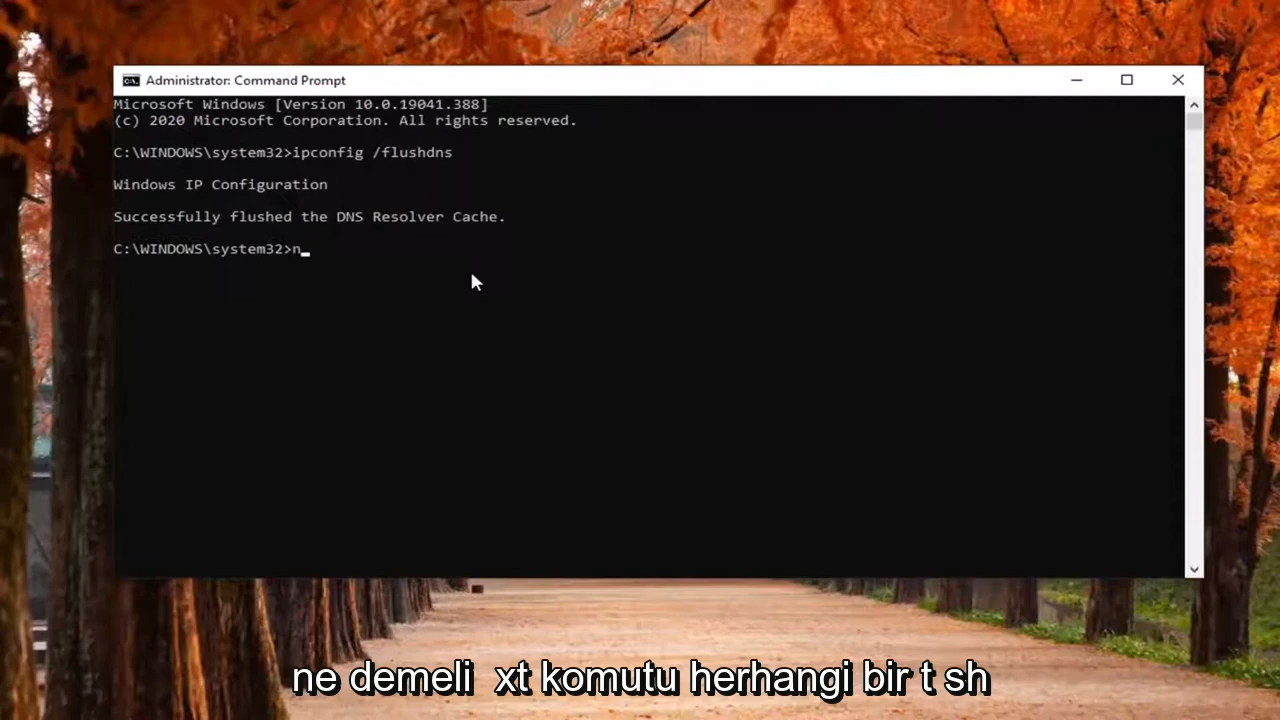 Administrator: Command Prompt
Microsoft Windows [Version 10.0.19041.388]
(c) 2020 Microsoft Corporation. All rights reserved.
C:\WINDOWS\system32>ipconfig /flushdns
Windows IP Configuration
Successfully flushed the DNS Resolver Cache.
C:\WINDOWS\system32>n_
ne demeli xt komutu herhangi bir t sh